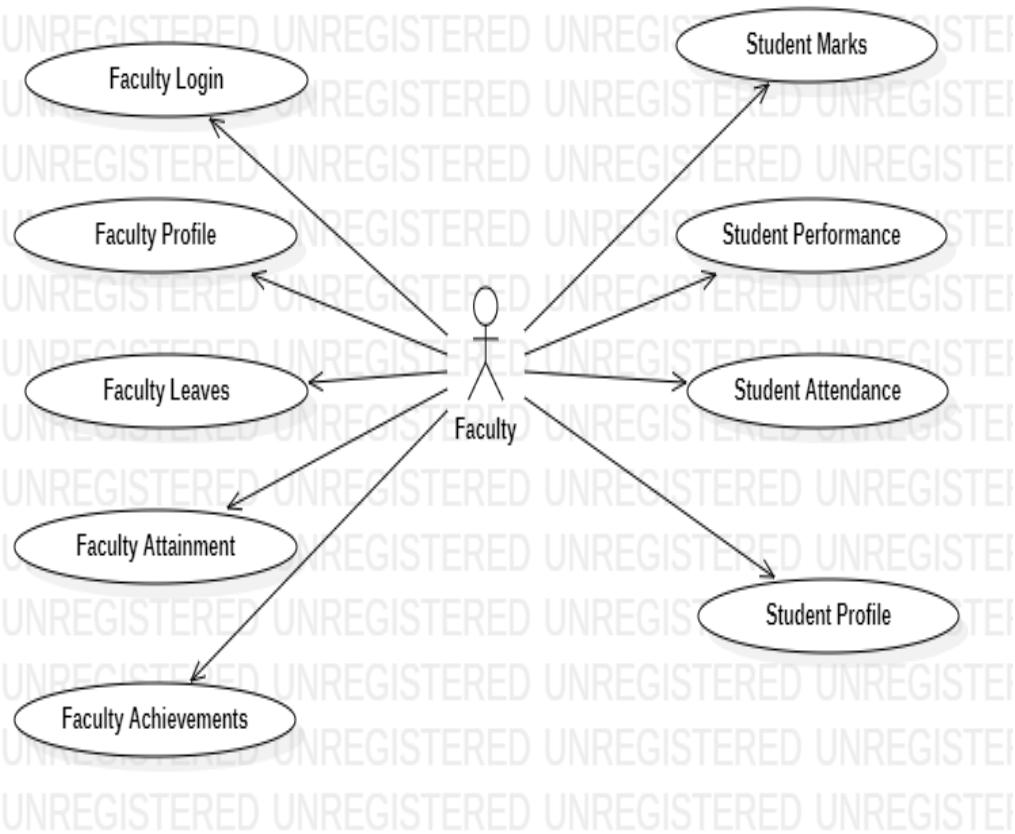 Faculty Login
Faculty Profile
Faculty Leaves
Faculty Attainment
Faculty Achievements
Faculty
Student Marks
Student Performance
Student Attendance
Student Profile
UNREGISTERED UNREGISTERED UNREGISTERED UNREGISTERED